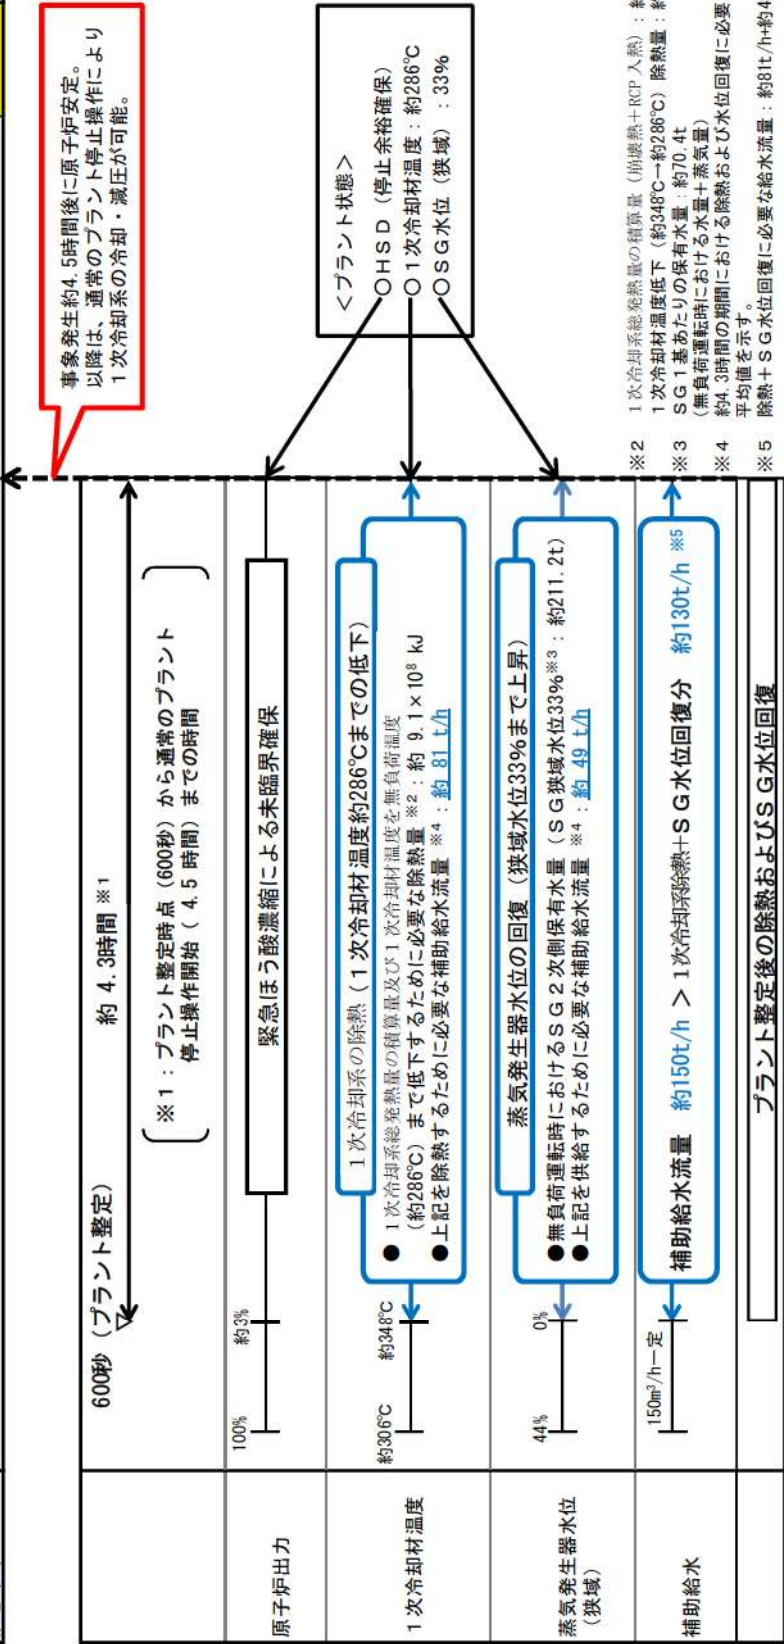 事象発生約4.5時間後に原子炉安定。
以降は、通常のプラント停止操作により
1次冷却系の冷却・減圧が可能。
600秒（プラント整定）
約 4.3時間 ※1
※1：プラント整定時点（600秒）から通常のプラント
停止操作開始（ 4.5 時間） までの時間
原子炉出力
100%
約3%
緊急ほう酸濃縮による未臨界確保
＜プラント状態＞
○ＨＳＤ（停止余裕確保）
○１次冷却材温度：約286℃
○ＳＧ水位（狭域）：33%
1次冷却材温度
約306℃
約348℃
1次冷却系の除熱（1次冷却材温度約286℃までの低下）
● 1次冷却系総発熱量の積算量及び1次冷却材温度を無負荷温度
（約286℃）まで低下するために必要な除熱量 ※2：約 9.1×10⁸ kJ
●上記を除熱するために必要な補助給水流量 ※4：約 81 t/h
蒸気発生器水位
（狭域）
44%
0%
蒸気発生器水位の回復（狭域水位33%まで上昇）
●無負荷運転時におけるＳＧ２次側保有水量（ＳＧ狭域水位33%※3：約211.2t）
●上記を供給するために必要な補助給水流量 ※4：約 49 t/h
補助給水
150m³/h一定
補助給水流量　約150t/h ＞ 1次冷却系除熱＋ＳＧ水位回復分　約130t/h ※5
プラント整定後の除熱およびＳＧ水位回復
※2 1次冷却系総発熱量の積算量（崩壊熱＋RCP 入熱）：
1次冷却材温度低下（約348℃→約286℃）除熱量：
※3 ＳＧ１基あたりの保有水量：約70.4t
（無負荷運転時における水量＋蒸気量）
※4 約4.3時間の期間における除熱および水位回復に必要
平均値を示す。
※5 除熱＋ＳＧ水位回復に必要な給水流量：約81t/h+約4